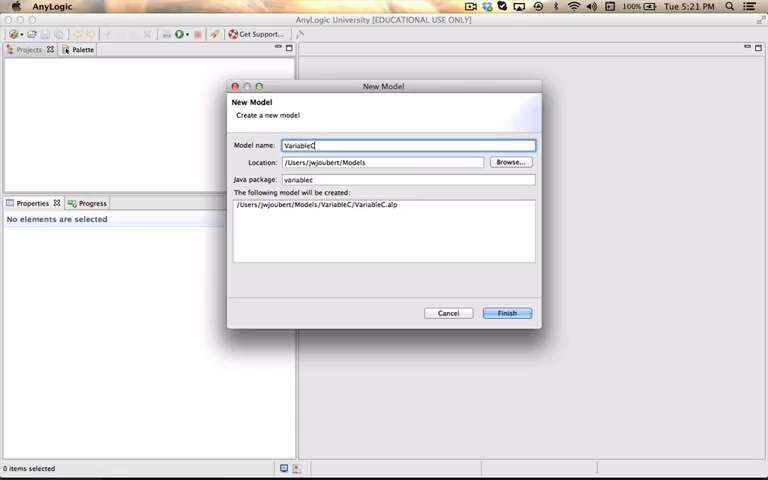 AnyLogic
100%
Tue 5:21 PM
AnyLogic University [EDUCATIONAL USE ONLY]
Get Support...
Projects
Palette
New Model
New Model
Create a new model
Model name:
VariableC
Location:
/Users/jwjoubert/Models
Browse...
Java package:
variablec
The following model will be created:
/Users/jwjoubert/Models/VariableC/VariableC.alp
Properties
Progress
No elements are selected
Cancel
Finish
0 items selected